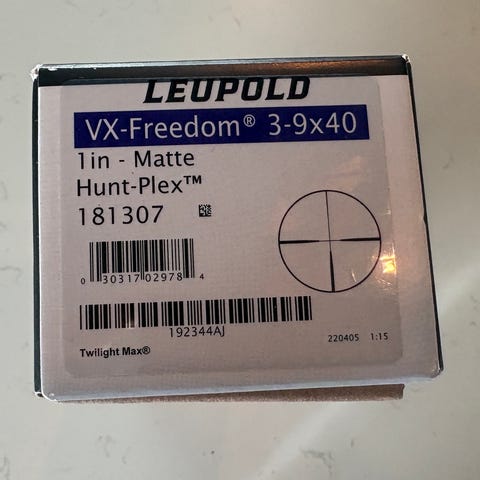 LEUPOLD
VX-Freedom® 3-9x40
1in - Matte
Hunt-Plex™
181307
0 30317 02978 4
192344AJ
Twilight Max®
220405 1:15